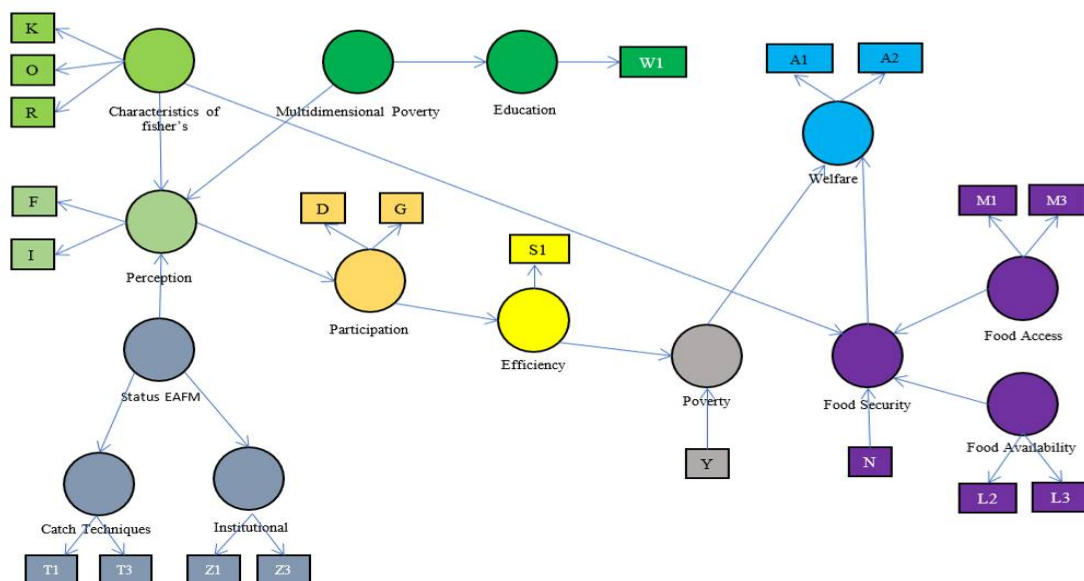 K
O
R
Characteristics of
fisher's
Multidimensional Poverty
Education
W1
A1
A2
Welfare
F
I
Perception
D
G
Participation
S1
Efficiency
M1
M3
Food Access
Status EAFM
Poverty
Food Security
Food Availability
Y
N
L2
L3
Catch Techniques
Institutional
T1
T3
Z1
Z3